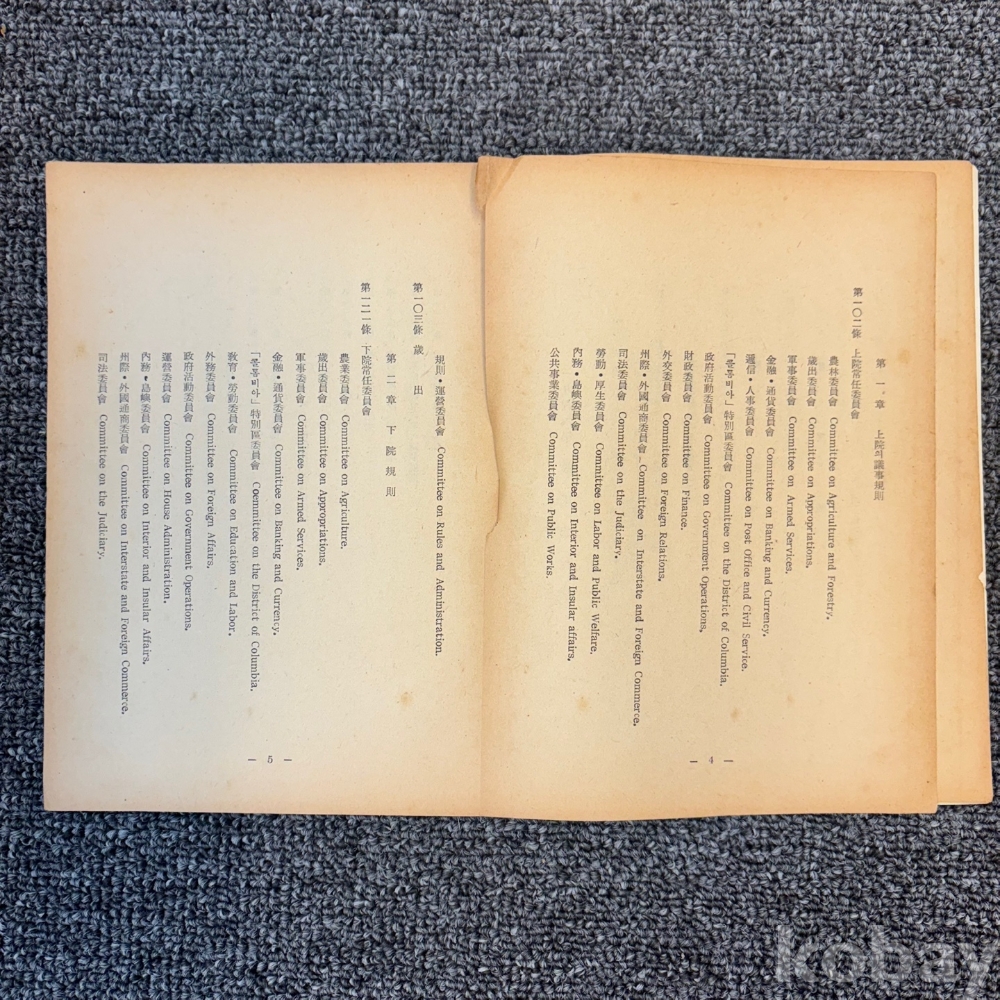 第一章 上院의議事規則
第一〇二條 上院常任委員會
農林委員會 Committee on Agriculture and Forestry.
歲出委員會 Committee on Appropriations.
軍事委員會 Committee on Armed Services.
金融・通貨委員會 Committee on Banking and Currency.
遞信・人事委員會 Committee on Post Office and Civil Service.
「컬롬비아」特別區委員會 Committee on the District of Columbia.
政府活動委員會 Committee on Government Operations.
財政委員會 Committee on Finance.
外交委員會 Committee on Foreign Relations.
州際・外國通商委員會 Committee on Interstate and Foreign Commerce.
司法委員會 Committee on the Judiciary.
勞動・厚生委員會 Committee on Labor and Public Welfare.
內務・島嶼委員會 Committee on Interior and Insular affairs.
公共事業委員會 Committee on Public Works.
— 4 —
規則・運營委員會 Committee on Rules and Administration.
第一〇三條 歲出
第二章 下院規則
第一二一條 下院常任委員會
農業委員會 Committee on Agriculture.
歲出委員會 Committee on Appropriations.
軍事委員會 Committee on Armed Services.
金融・通貨委員會 Committee on Banking and Currency.
「컬롬비아」特別區委員會 Coemmittee on the District of Columbia.
敎育・勞動委員會 Committee on Education and Labor.
外務委員會 Committee on Foreign Affairs.
政府活動委員會 Committee on Government Operations.
運營委員會 Committee on House Administration.
內務・島嶼委員會 Committee on Interior and Insular Affairs.
州際・外國通商委員會 Committee on Interstate and Foreign Commerce.
司法委員會 Committee on the Judiciary.
— 5 —
kobay